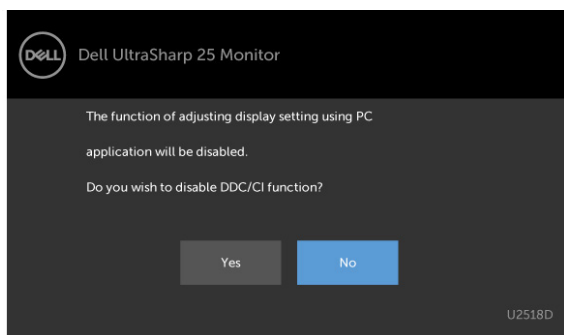 DELL Dell UltraSharp 25 Monitor
The function of adjusting display setting using PC
application will be disabled.
Do you wish to disable DDC/CI function?
Yes No
U2518D